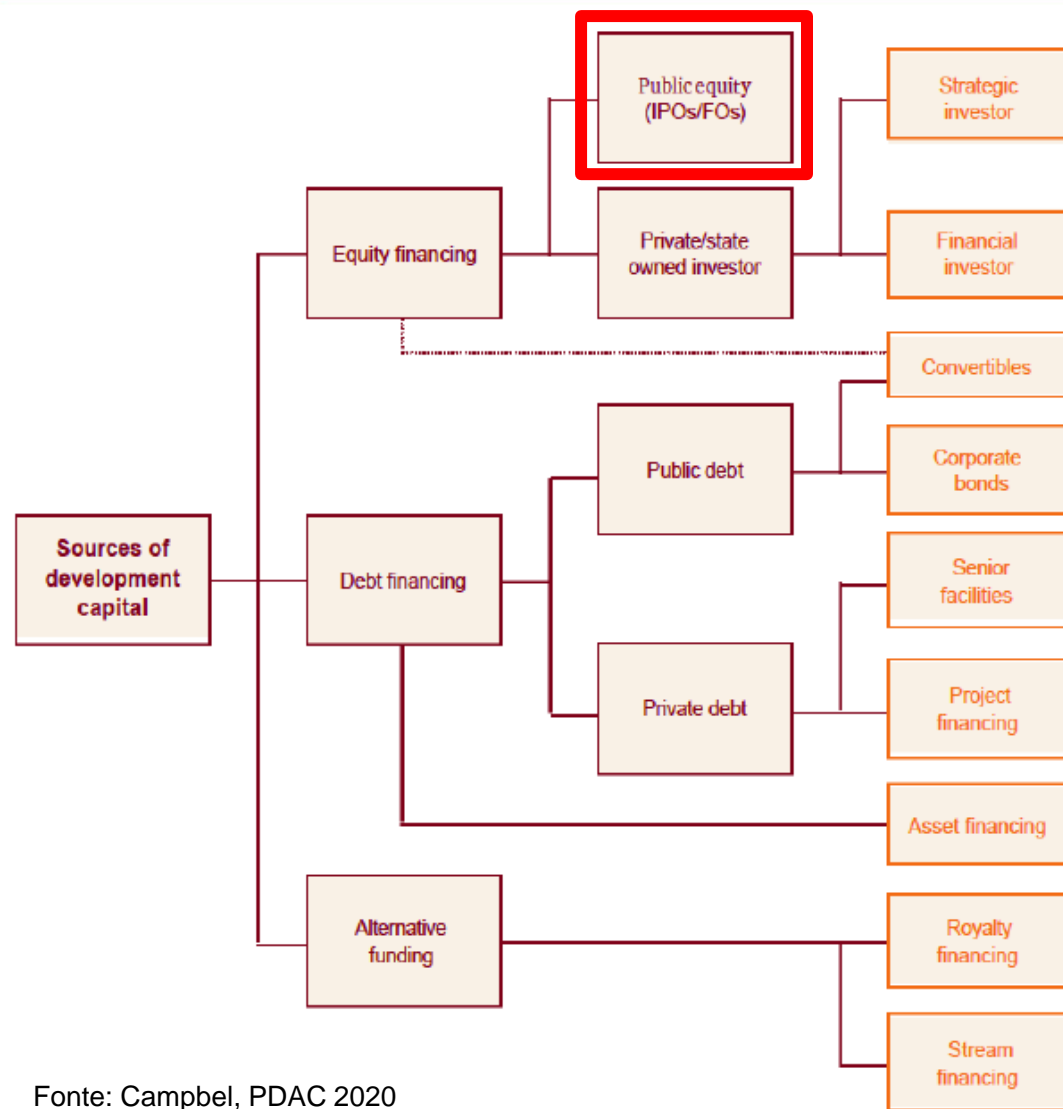 Public equity
(IPOs/FOs)
Strategic
investor
Equity financing
Private/state
owned investor
Financial
investor
Convertibles
Public debt
Corporate
bonds
Sources of
development
capital
Debt financing
Senior
facilities
Private debt
Project
financing
Asset financing
Alternative
funding
Royalty
financing
Stream
financing
Fonte: Campbel, PDAC 2020